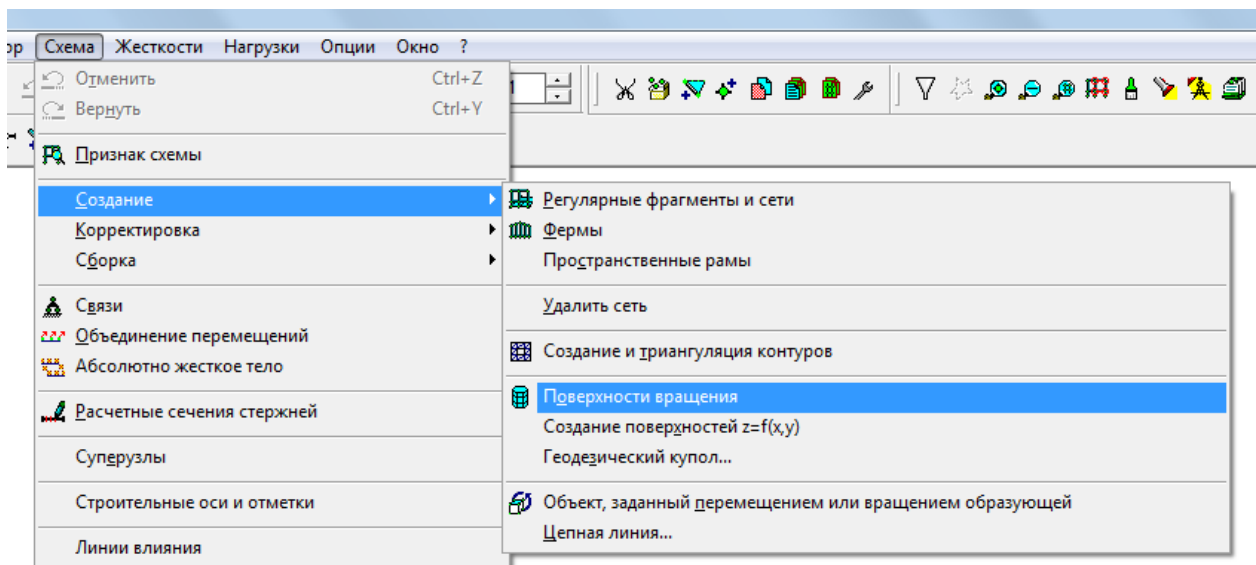 ор Схема Жесткости Нагрузки Опции Окно ?
Отменить Ctrl+Z
Вернуть Ctrl+Y
Признак схемы
Создание
Корректировка
Сборка
Связи
Объединение перемещений
Абсолютно жесткое тело
Расчетные сечения стержней
Суперузлы
Строительные оси и отметки
Линии влияния
Регулярные фрагменты и сети
Фермы
Пространственные рамы
Удалить сеть
Создание и триангуляция контуров
Поверхности вращения
Создание поверхностей z=f(x,y)
Геодезический купол...
Объект, заданный перемещением или вращением образующей
Цепная линия...